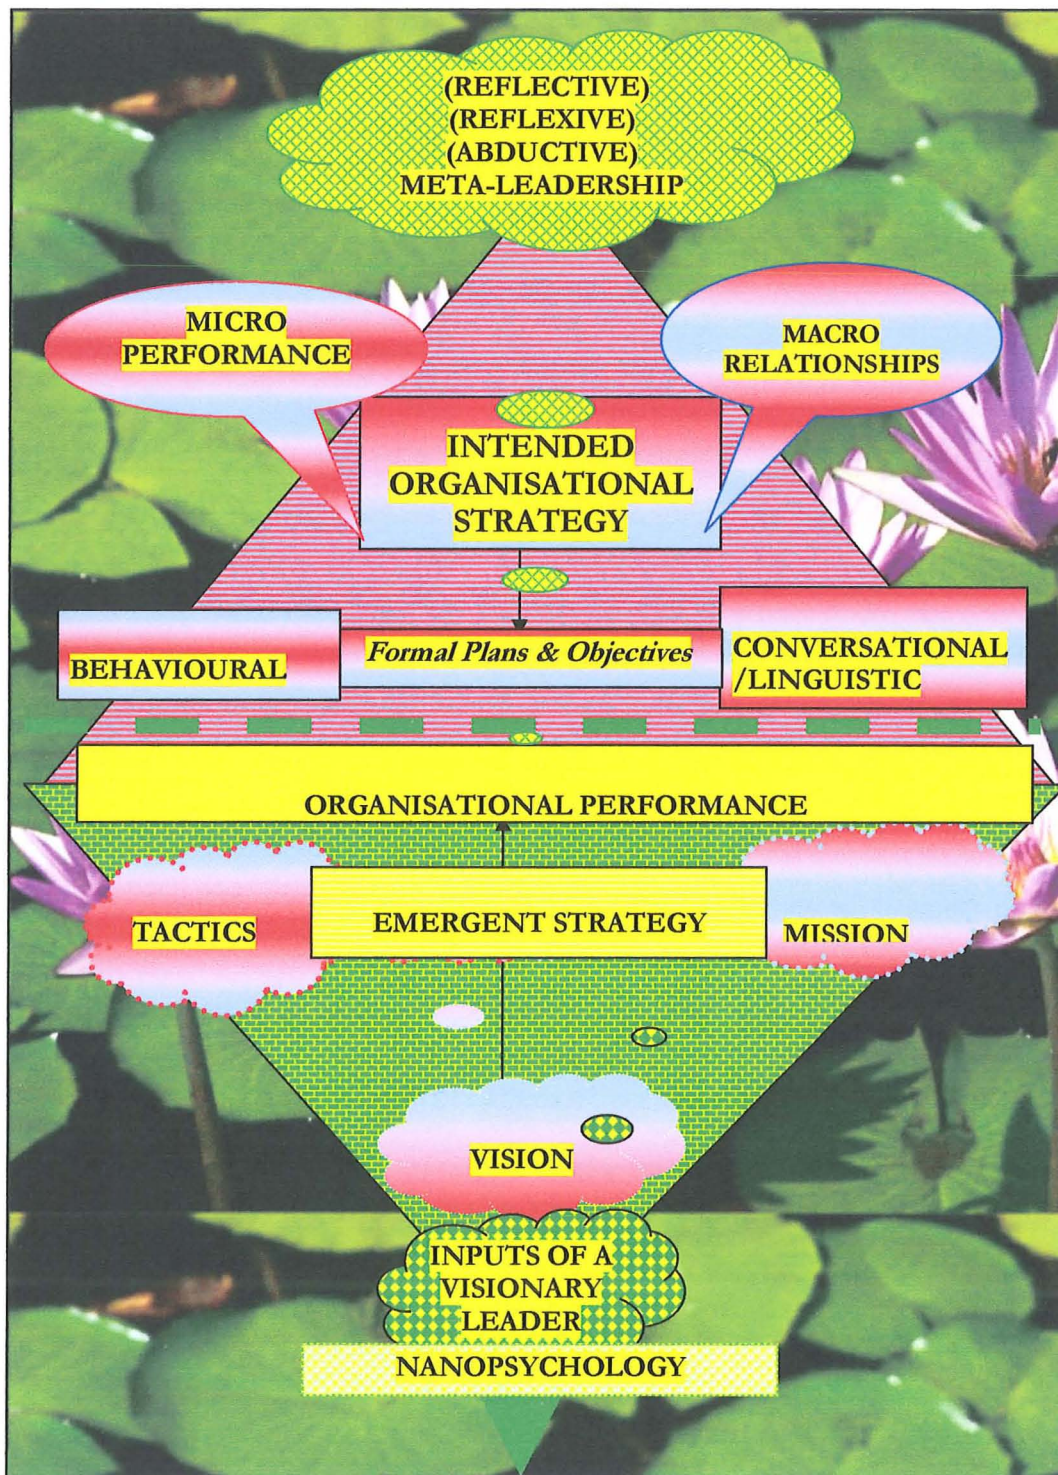 (REFLECTIVE)
(REFLEXIVE)
(ABDUCTIVE)
META-LEADERSHIP
MICRO
PERFORMANCE
MACRO
RELATIONSHIPS
INTENDED
ORGANISATIONAL
STRATEGY
BEHAVIOURAL
Formal Plans & Objectives
CONVERSATIONAL
/LINGUISTIC
ORGANISATIONAL PERFORMANCE
TACTICS
EMERGENT STRATEGY
MISSION
VISION
INPUTS OF A
VISIONARY
LEADER
NANOPSYCHOLOGY